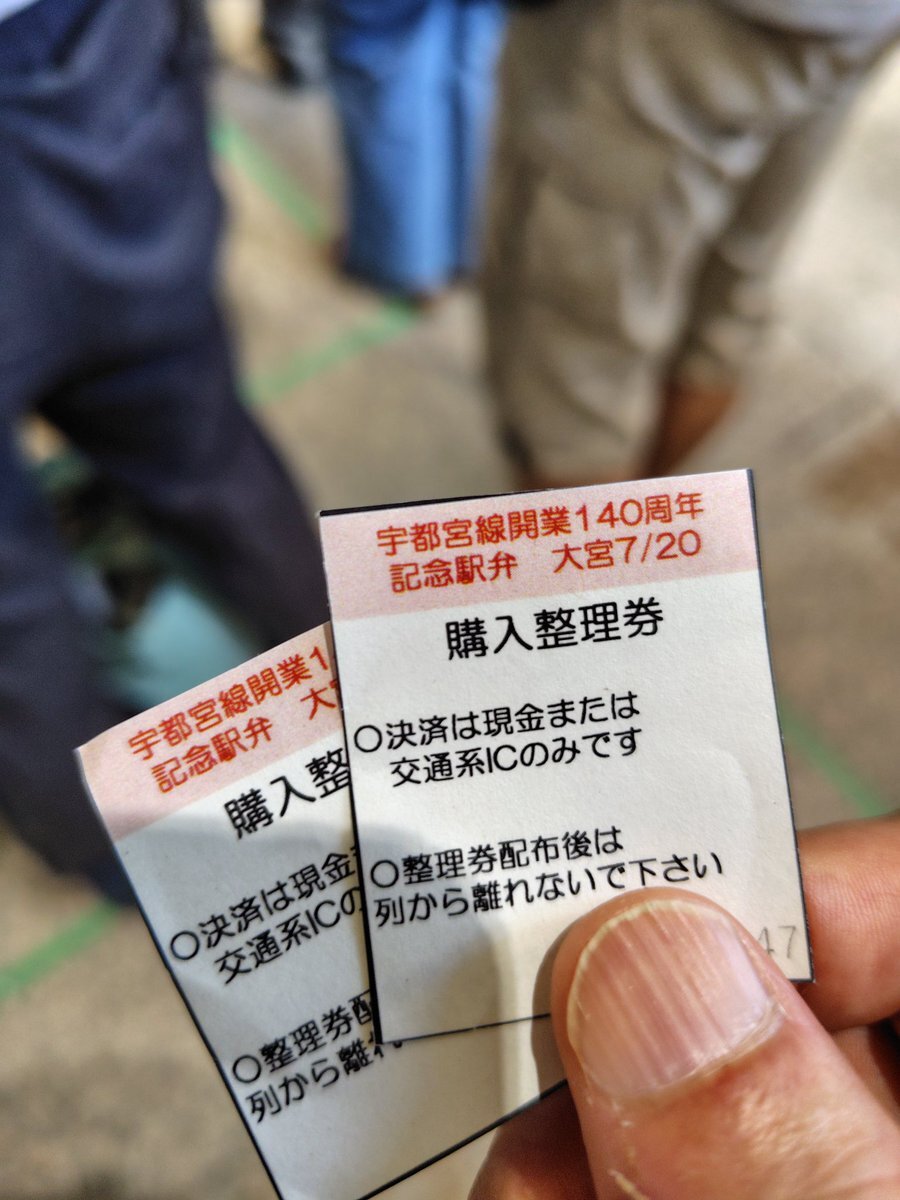 宇都宮線開業140周年
記念駅弁 大宮7/20
購入整理券
○決済は現金または
交通系ICのみです
○整理券配布後は
列から離れないで下さい
47
宇都宮線開業1
記念駅弁 大
購入整
○決済は現金
交通系ICの
○整理券配
列から離れ